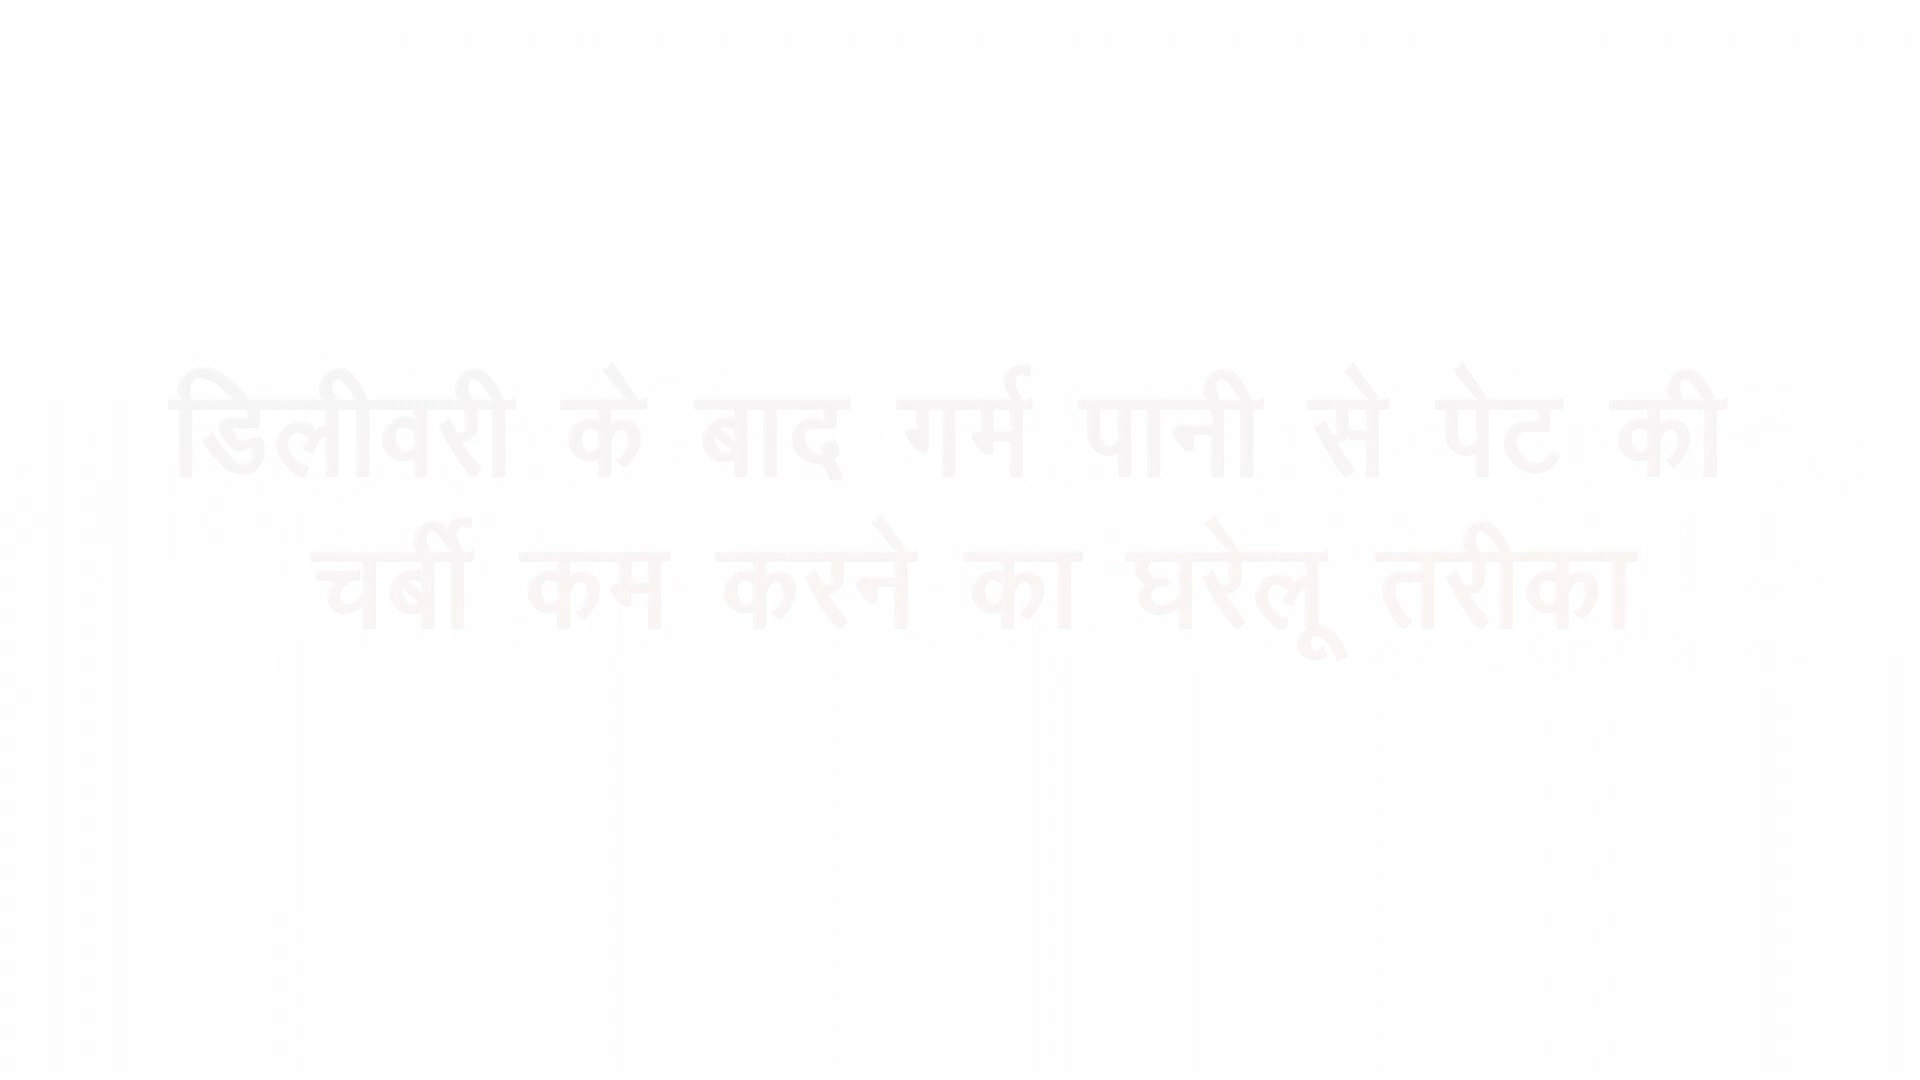 डिलीवरी के बाद गर्म पानी से पेट की
चर्बी कम करने का घरेलू तरीका